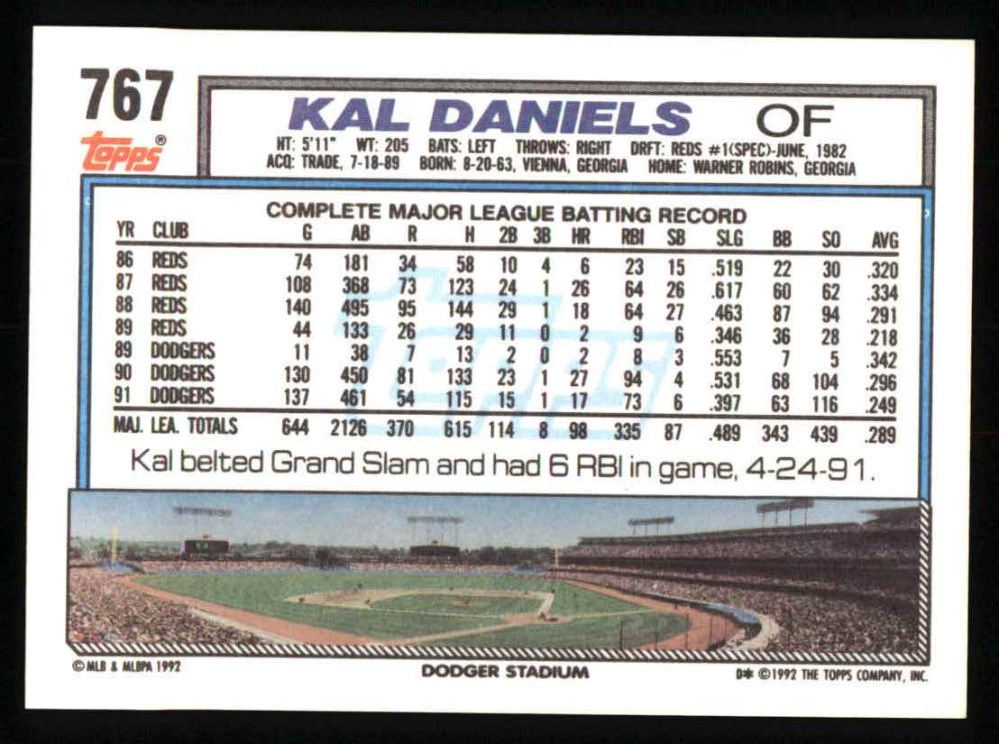 767
topps®
KAL DANIELS OF
HT: 5'11" WT: 205 BATS: LEFT THROWS: RIGHT DRFT: REDS #1(SPEC)-JUNE, 1982
ACQ: TRADE, 7-18-89 BORN: 8-20-63, VIENNA, GEORGIA HOME: WARNER ROBINS, GEORGIA
COMPLETE MAJOR LEAGUE BATTING RECORD
YR CLUB G AB R H 2B 3B HR RBI SB SLG BB SO AVG
86 REDS 74 181 34 58 10 4 6 23 15 .519 22 30 .320
87 REDS 108 368 73 123 24 1 26 64 26 .617 60 62 .334
88 REDS 140 495 95 144 29 1 18 64 27 .463 87 94 .291
89 REDS 44 133 26 29 11 0 2 9 6 .346 36 28 .218
89 DODGERS 11 38 7 13 2 0 2 8 3 .553 7 5 .342
90 DODGERS 130 450 81 133 23 1 27 94 4 .531 68 104 .296
91 DODGERS 137 461 54 115 15 1 17 73 6 .397 63 116 .249
MAJ. LEA. TOTALS 644 2126 370 615 114 8 98 335 87 .489 343 439 .289
Topps
Kal belted Grand Slam and had 6 RBI in game, 4-24-91.
© MLB & MLBPA 1992 DODGER STADIUM D* ©1992 THE TOPPS COMPANY, INC.